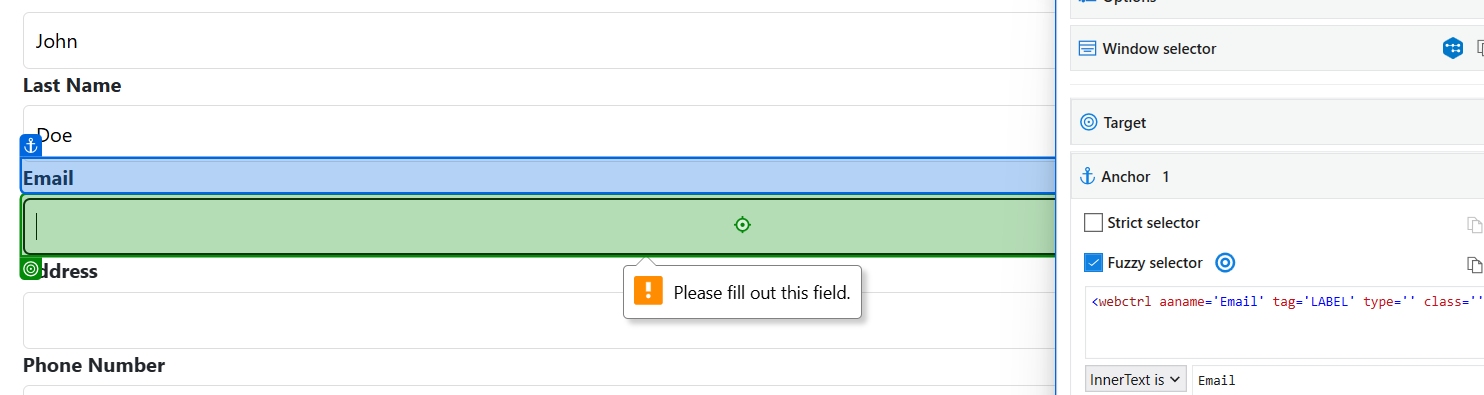 John
Last Name
Doe
Email
ddress
Please fill out this field.
Phone Number
Options
Window selector
Target
Anchor 1
Strict selector
Fuzzy selector
<webctrl aaname='Email' tag='LABEL' type='' class=''
InnerText is
Email